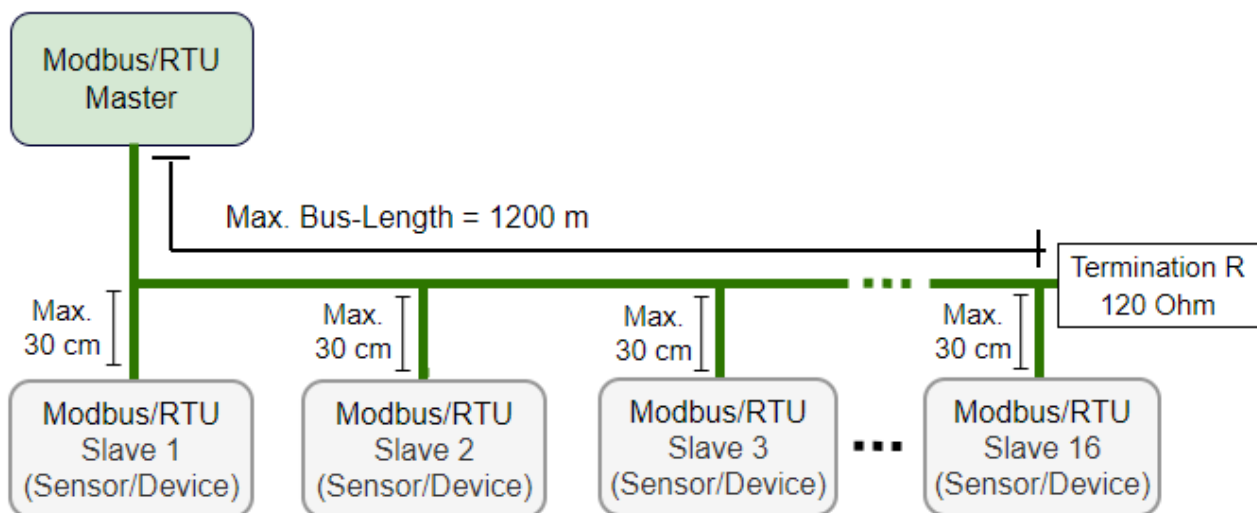 Modbus/RTU
Master
Max. Bus-Length = 1200 m
Termination R
120 Ohm
Max.
30 cm
Max.
30 cm
Max.
30 cm
Max.
30 cm
Modbus/RTU
Slave 1
(Sensor/Device)
Modbus/RTU
Slave 2
(Sensor/Device)
Modbus/RTU
Slave 3
(Sensor/Device)
Modbus/RTU
Slave 16
(Sensor/Device)